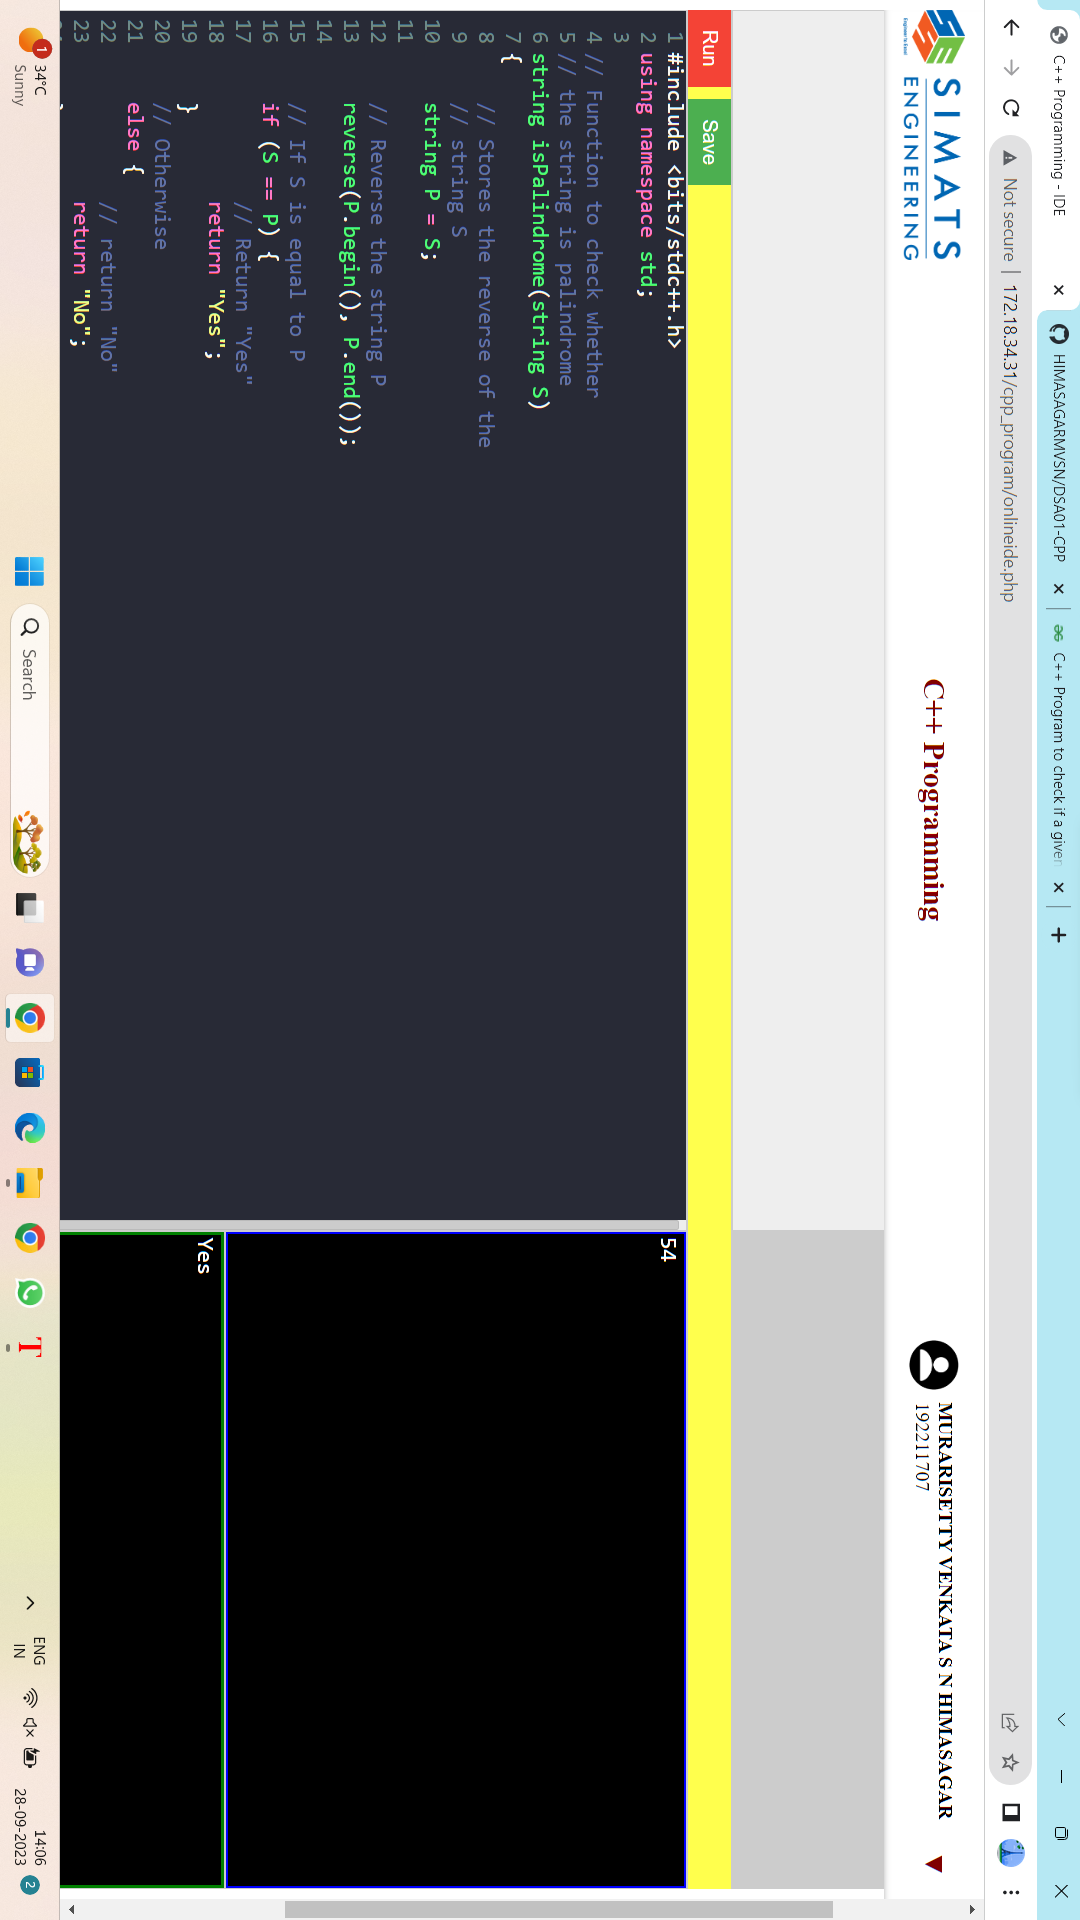 C++ Programming - IDE
HIMASAGARMVSN/DSA01-CPP
C++ Program to check if a given
Not secure
172.18.34.31/cpp_program/onlineide.php
SIMATS
ENGINEERING
C++ Programming
MURARISETTY VENKATA S N HIMASAGAR
192211707
Run
Save
1 #include <bits/stdc++.h>
2 using namespace std;
3
4 // Function to check whether
5 // the string is palindrome
6 string isPalindrome(string S)
7 {
8     // Stores the reverse of the
9     // string S
10     string P = S;
11
12     // Reverse the string P
13     reverse(P.begin(), P.end());
14
15     // If S is equal to P
16     if (S == P) {
17         // Return "Yes"
18         return "Yes";
19     }
20     // Otherwise
21     else {
22         // return "No"
23         return "No";
54
Yes
1
34°C
Sunny
Search
ENG
IN
14:06
28-09-2023
2